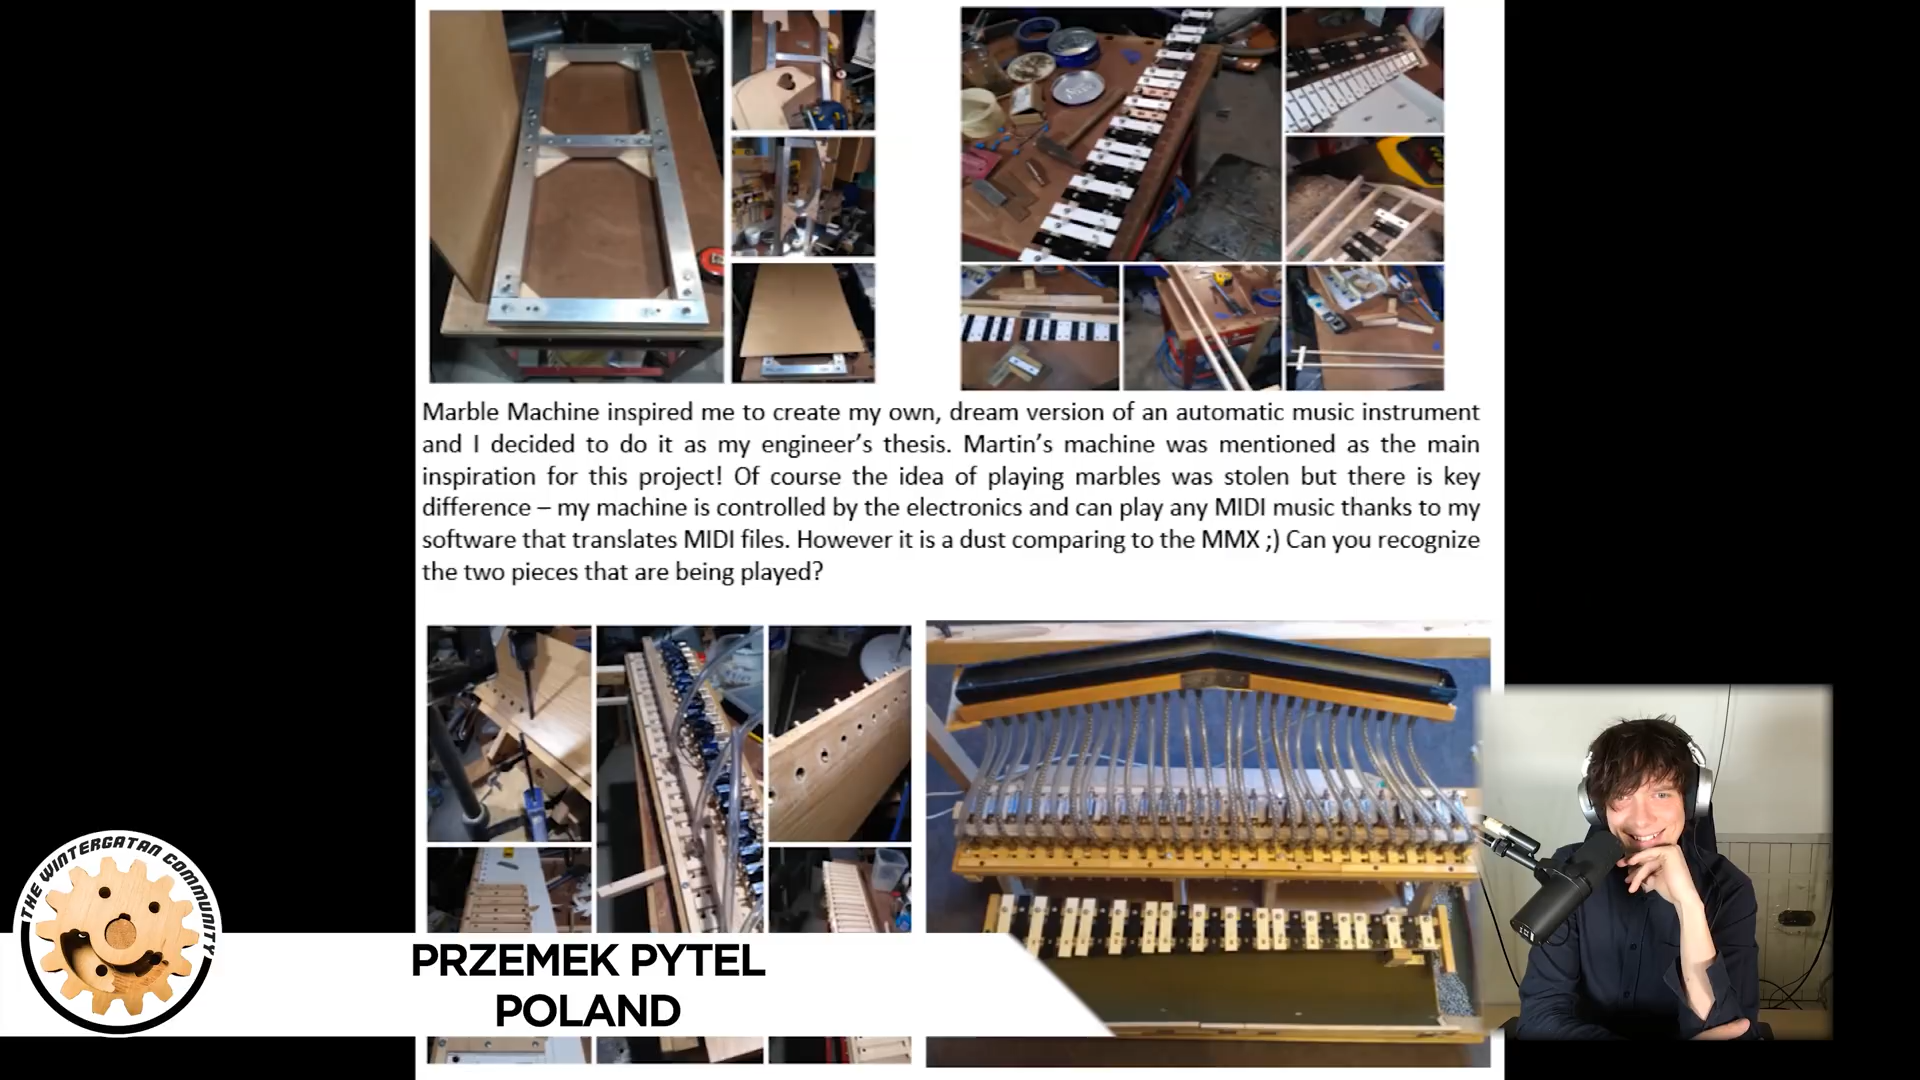 Marble Machine inspired me to create my own, dream version of an automatic music instrument
and I decided to do it as my engineer’s thesis. Martin’s machine was mentioned as the main
inspiration for this project! Of course the idea of playing marbles was stolen but there is key
difference – my machine is controlled by the electronics and can play any MIDI music thanks to my
software that translates MIDI files. However it is a dust comparing to the MMX ;) Can you recognize
the two pieces that are being played?
THE WINTERGATAN COMMUNITY
PRZEMEK PYTEL
POLAND